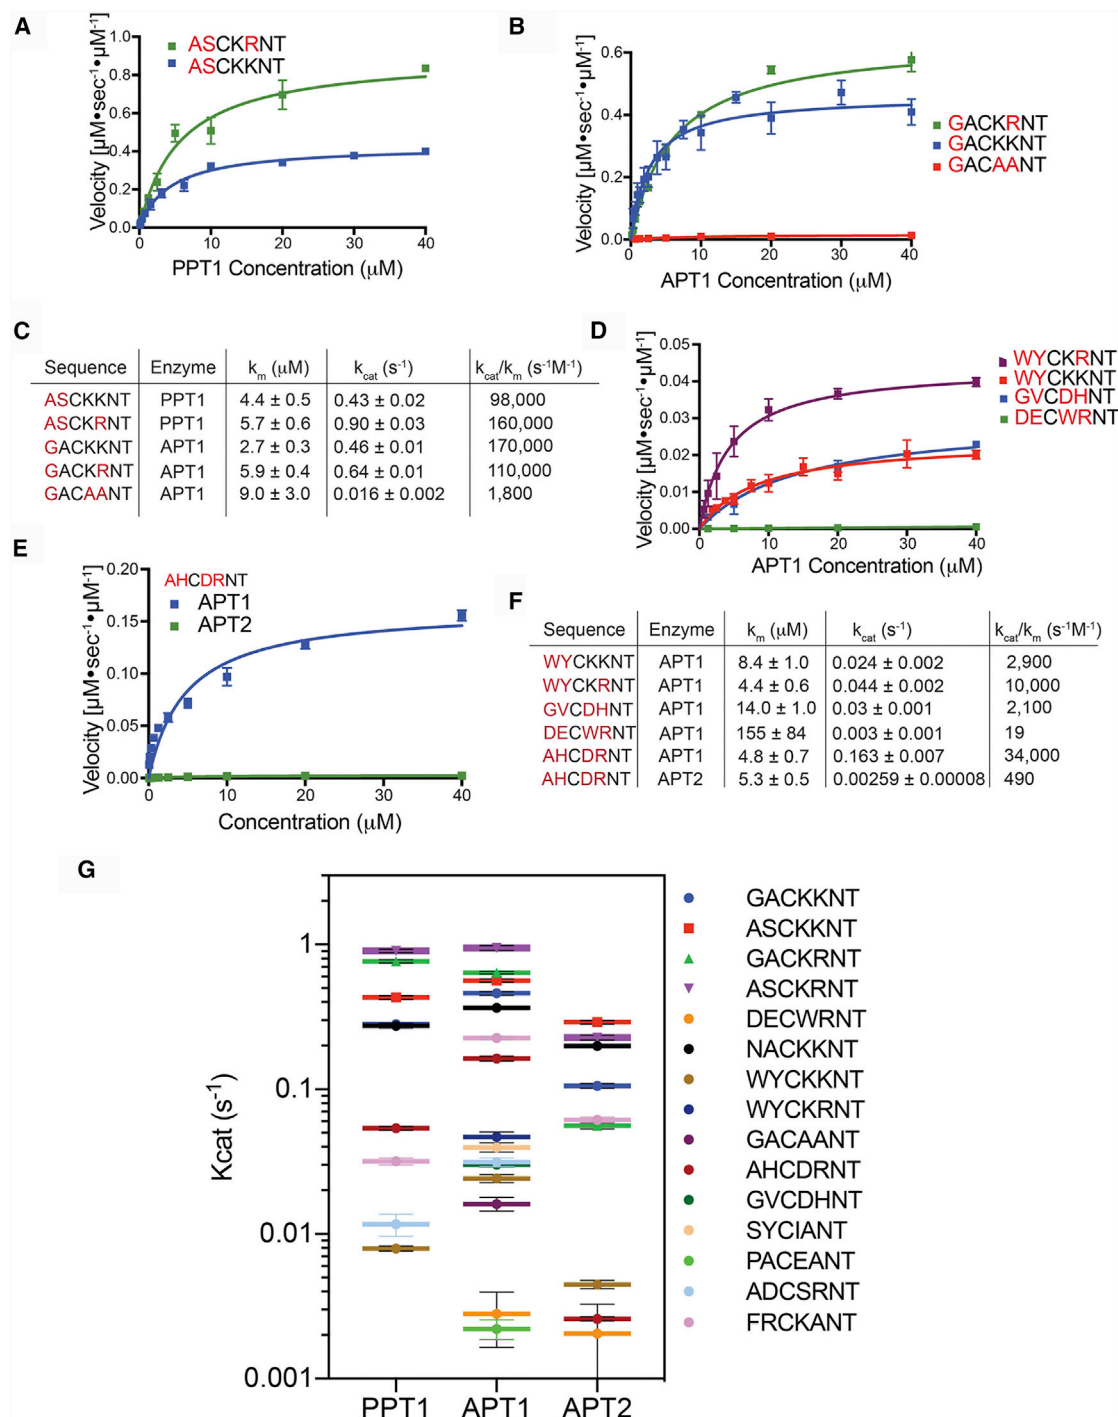 A
Velocity [µM•sec⁻¹•µM⁻¹]
1.0
0.8
0.6
0.4
0.2
0.0
0 10 20 30 40
PPT1 Concentration (µM)
ASCKRNT
ASCKKNT
B
Velocity [µM•sec⁻¹•µM⁻¹]
0.6
0.4
0.2
0
0 10 20 30 40
APT1 Concentration (µM)
GACKRNT
GACKKNT
GACAANT
C
Sequence Enzyme kₘ (µM) k_cat (s⁻¹) k_cat/kₘ (s⁻¹M⁻¹)
ASCKKNT PPT1 4.4 ± 0.5 0.43 ± 0.02 98,000
ASCKRNT PPT1 5.7 ± 0.6 0.90 ± 0.03 160,000
GACKKNT APT1 2.7 ± 0.3 0.46 ± 0.01 170,000
GACKRNT APT1 5.9 ± 0.4 0.64 ± 0.01 110,000
GACAANT APT1 9.0 ± 3.0 0.016 ± 0.002 1,800
D
Velocity [µM•sec⁻¹•µM⁻¹]
0.05
0.04
0.03
0.02
0.01
0.00
0 10 20 30 40
APT1 Concentration (µM)
WYCKRNT
WYCKKNT
GVCDHNT
DECWRNT
E
Velocity [µM•sec⁻¹•µM⁻¹]
0.20
0.15
0.10
0.05
0.00
0 10 20 40
Concentration (µM)
AHCDRNT
APT1
APT2
F
Sequence Enzyme kₘ (µM) k_cat (s⁻¹) k_cat/kₘ (s⁻¹M⁻¹)
WYCKKNT APT1 8.4 ± 1.0 0.024 ± 0.002 2,900
WYCKRNT APT1 4.4 ± 0.6 0.044 ± 0.002 10,000
GVCDHNT APT1 14.0 ± 1.0 0.03 ± 0.001 2,100
DECWRNT APT1 155 ± 84 0.003 ± 0.001 19
AHCDRNT APT1 4.8 ± 0.7 0.163 ± 0.007 34,000
AHCDRNT APT2 5.3 ± 0.5 0.00259 ± 0.00008 490
G
Kcat (s⁻¹)
1
0.1
0.01
0.001
PPT1 APT1 APT2
GACKKNT
ASCKKNT
GACKRNT
ASCKRNT
DECWRNT
NACKKNT
WYCKKNT
WYCKRNT
GACAANT
AHCDRNT
GVCDHNT
SYCIANT
PACEANT
ADCSRNT
FRCKANT